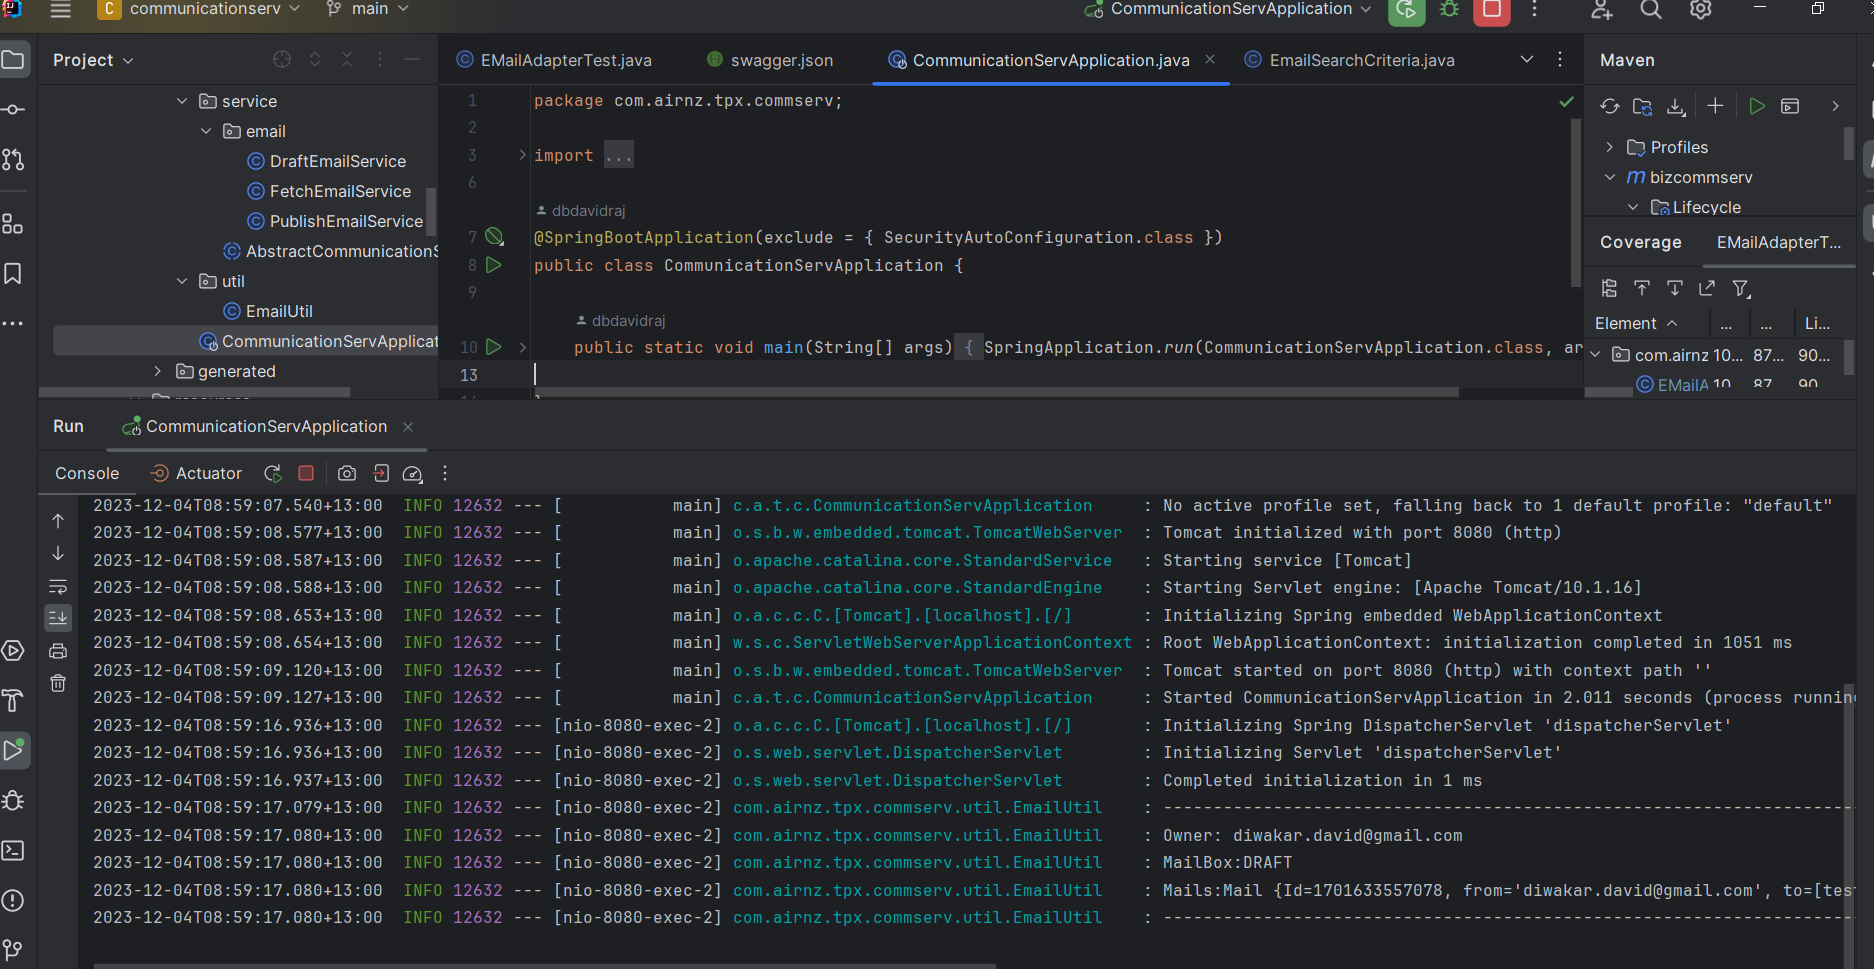 C communicationserv main CommunicationServApplication
Project
EMailAdapterTest.java swagger.json CommunicationServApplication.java EmailSearchCriteria.java
Maven
service
email
DraftEmailService
FetchEmailService
PublishEmailService
AbstractCommunicationS
util
EmailUtil
CommunicationServApplicat
generated
1 package com.airnz.tpx.commserv;
2
3 import ...
6
dbdavidraj
7 @SpringBootApplication(exclude = { SecurityAutoConfiguration.class })
8 public class CommunicationServApplication {
9
dbdavidraj
10 public static void main(String[] args) { SpringApplication.run(CommunicationServApplication.class, ar
13
Profiles
m bizcommserv
Lifecycle
Coverage EMailAdapterT...
Element ... ... Li...
com.airnz 10... 87... 90...
EMailA 10 87 90
Run CommunicationServApplication
Console Actuator
2023-12-04T08:59:07.540+13:00 INFO 12632 --- [ main] c.a.t.c.CommunicationServApplication : No active profile set, falling back to 1 default profile: "default"
2023-12-04T08:59:08.577+13:00 INFO 12632 --- [ main] o.s.b.w.embedded.tomcat.TomcatWebServer : Tomcat initialized with port 8080 (http)
2023-12-04T08:59:08.587+13:00 INFO 12632 --- [ main] o.apache.catalina.core.StandardService : Starting service [Tomcat]
2023-12-04T08:59:08.588+13:00 INFO 12632 --- [ main] o.apache.catalina.core.StandardEngine : Starting Servlet engine: [Apache Tomcat/10.1.16]
2023-12-04T08:59:08.653+13:00 INFO 12632 --- [ main] o.a.c.c.C.[Tomcat].[localhost].[/] : Initializing Spring embedded WebApplicationContext
2023-12-04T08:59:08.654+13:00 INFO 12632 --- [ main] w.s.c.ServletWebServerApplicationContext : Root WebApplicationContext: initialization completed in 1051 ms
2023-12-04T08:59:09.120+13:00 INFO 12632 --- [ main] o.s.b.w.embedded.tomcat.TomcatWebServer : Tomcat started on port 8080 (http) with context path ''
2023-12-04T08:59:09.127+13:00 INFO 12632 --- [ main] c.a.t.c.CommunicationServApplication : Started CommunicationServApplication in 2.011 seconds (process running
2023-12-04T08:59:16.936+13:00 INFO 12632 --- [nio-8080-exec-2] o.a.c.c.C.[Tomcat].[localhost].[/] : Initializing Spring DispatcherServlet 'dispatcherServlet'
2023-12-04T08:59:16.936+13:00 INFO 12632 --- [nio-8080-exec-2] o.s.web.servlet.DispatcherServlet : Initializing Servlet 'dispatcherServlet'
2023-12-04T08:59:16.937+13:00 INFO 12632 --- [nio-8080-exec-2] o.s.web.servlet.DispatcherServlet : Completed initialization in 1 ms
2023-12-04T08:59:17.079+13:00 INFO 12632 --- [nio-8080-exec-2] com.airnz.tpx.commserv.util.EmailUtil : ----------------------------------------------------------------------
2023-12-04T08:59:17.080+13:00 INFO 12632 --- [nio-8080-exec-2] com.airnz.tpx.commserv.util.EmailUtil : Owner: diwakar.david@gmail.com
2023-12-04T08:59:17.080+13:00 INFO 12632 --- [nio-8080-exec-2] com.airnz.tpx.commserv.util.EmailUtil : MailBox:DRAFT
2023-12-04T08:59:17.080+13:00 INFO 12632 --- [nio-8080-exec-2] com.airnz.tpx.commserv.util.EmailUtil : Mails:Mail {Id=1701633557078, from='diwakar.david@gmail.com', to=[tes
2023-12-04T08:59:17.080+13:00 INFO 12632 --- [nio-8080-exec-2] com.airnz.tpx.commserv.util.EmailUtil : ----------------------------------------------------------------------